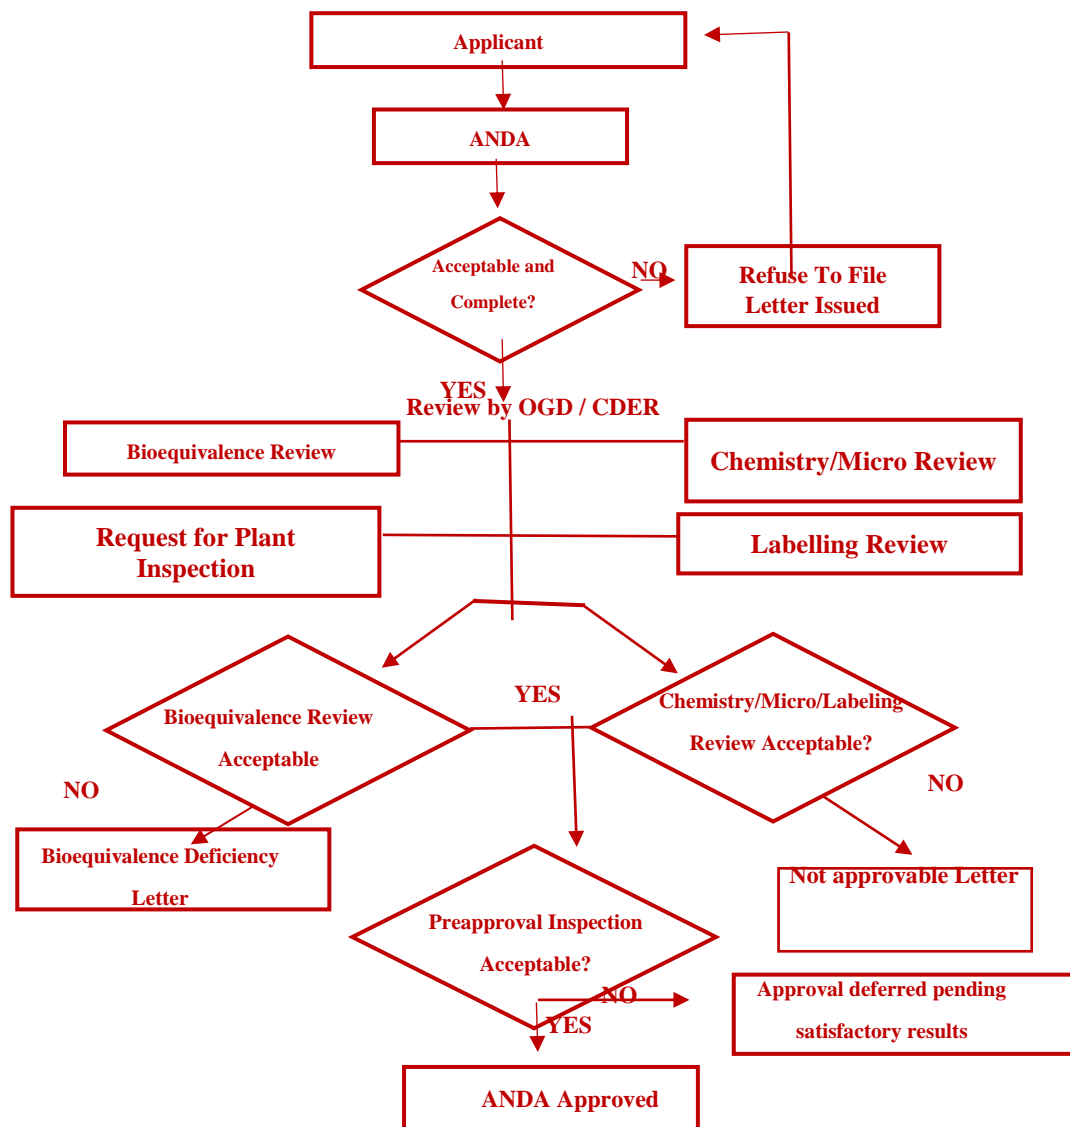 Applicant
ANDA
Acceptable and
Complete?
NO
Refuse To File
Letter Issued
YES
Review by OGD / CDER
Bioequivalence Review
Chemistry/Micro Review
Request for Plant
Inspection
Labelling Review
YES
Bioequivalence Review
Acceptable
Chemistry/Micro/Labeling
Review Acceptable?
NO
NO
Bioequivalence Deficiency
Letter
Not approvable Letter
Preapproval Inspection
Acceptable?
NO
YES
Approval deferred pending
satisfactory results
ANDA Approved